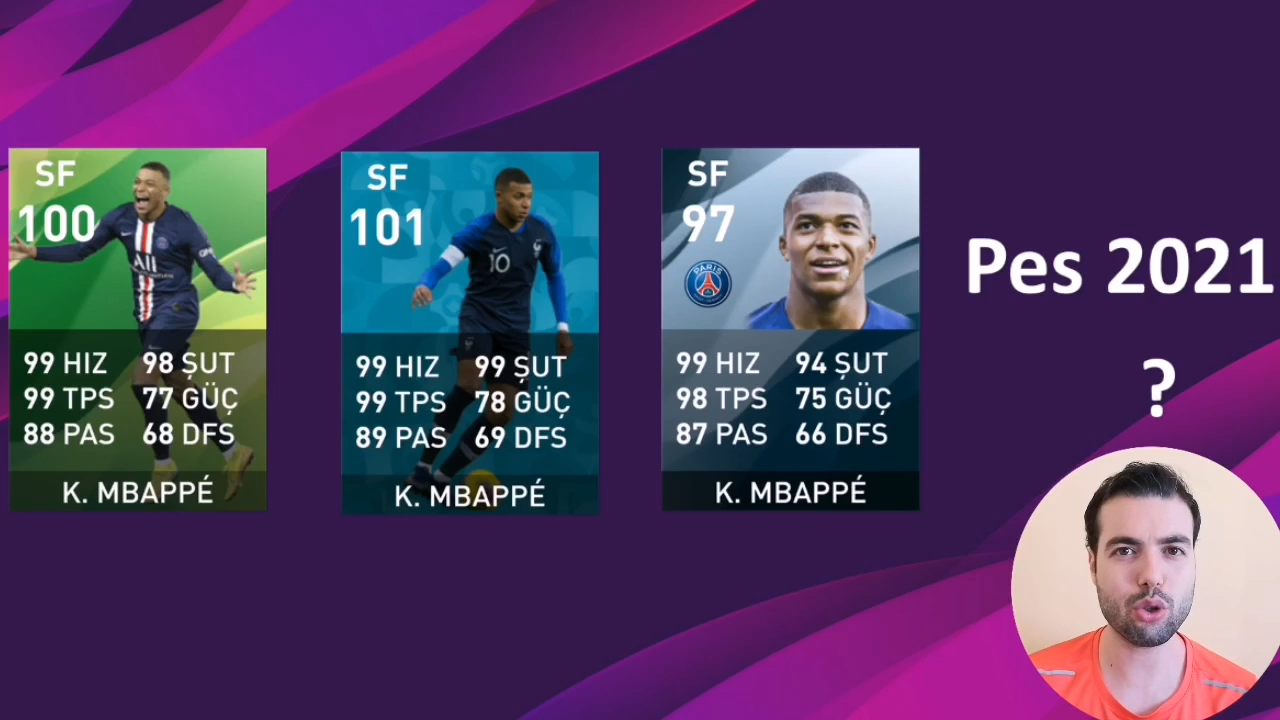 SF
100
99 HIZ 98 ŞUT
99 TPS 77 GÜÇ
88 PAS 68 DFS
K. MBAPPÉ
SF
101
10
99 HIZ 99 ŞUT
99 TPS 78 GÜÇ
89 PAS 69 DFS
K. MBAPPÉ
SF
97
PARIS
99 HIZ 94 ŞUT
98 TPS 75 GÜÇ
87 PAS 66 DFS
K. MBAPPÉ
Pes 2021
?